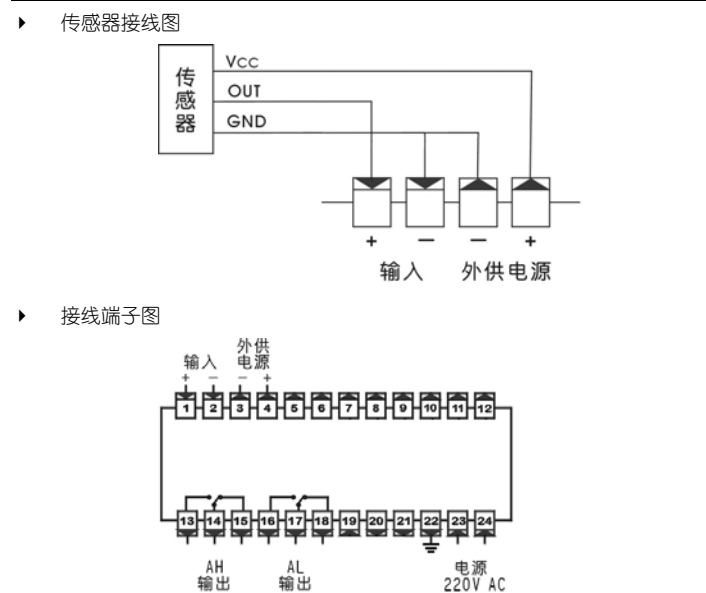 传感器接线图
传感器
VCC
OUT
GND
+ − − +
输入 外供电源
接线端子图
输入 外供电源
+ − − +
1 2 3 4 5 6 7 8 9 10 11 12
13 14 15 16 17 18 19 20 21 22 23 24
AH AL 电源
输出 输出 220V AC